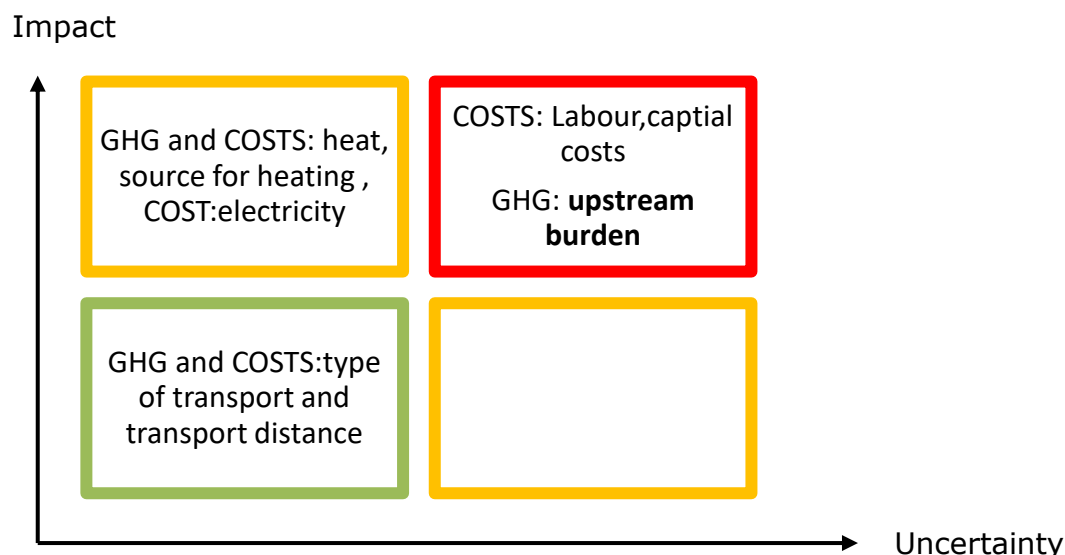 Impact
GHG and COSTS: heat,
source for heating ,
COST:electricity
COSTS: Labour,captial
costs
GHG: upstream
burden
GHG and COSTS:type
of transport and
transport distance
Uncertainty